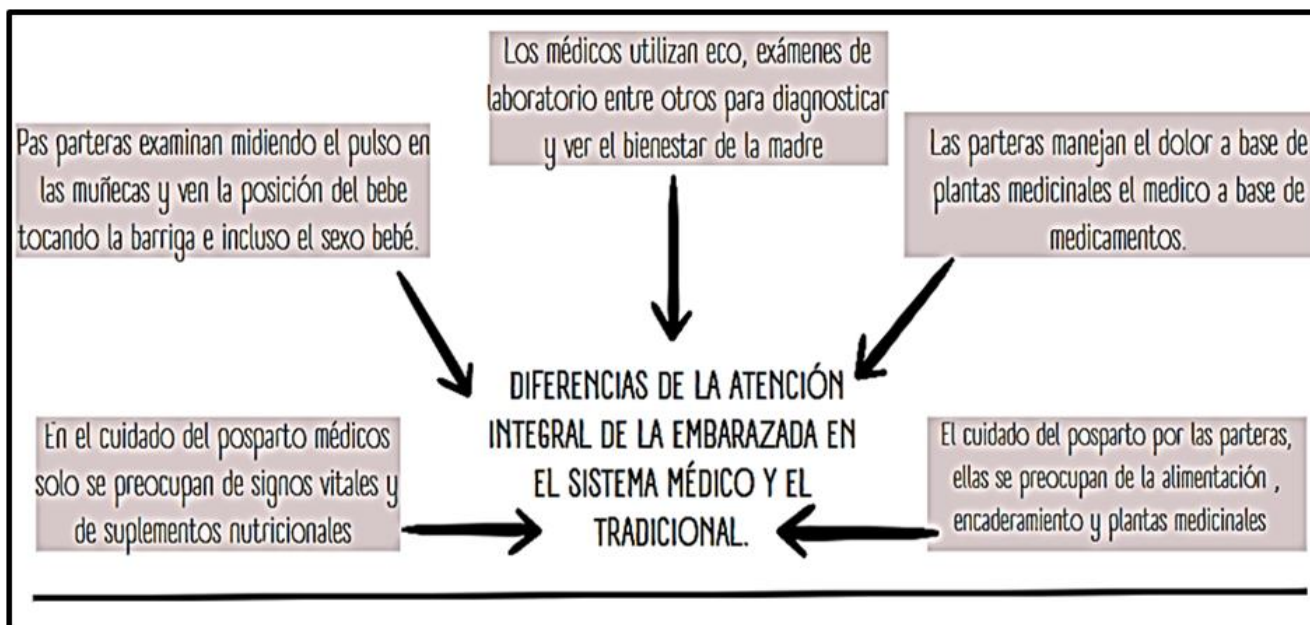 Los médicos utilizan eco, exámenes de
laboratorio entre otros para diagnosticar
y ver el bienestar de la madre
Pas parteras examinan midiendo el pulso en
las muñecas y ven la posición del bebe
tocando la barriga e incluso el sexo bebé.
Las parteras manejan el dolor a base de
plantas medicinales el medico a base de
medicamentos.
DIFERENCIAS DE LA ATENCIÓN
INTEGRAL DE LA EMBARAZADA EN
EL SISTEMA MÉDICO Y EL
TRADICIONAL.
En el cuidado del posparto médicos
solo se preocupan de signos vitales y
de suplementos nutricionales
El cuidado del posparto por las parteras,
ellas se preocupan de la alimentación ,
encaderamiento y plantas medicinales